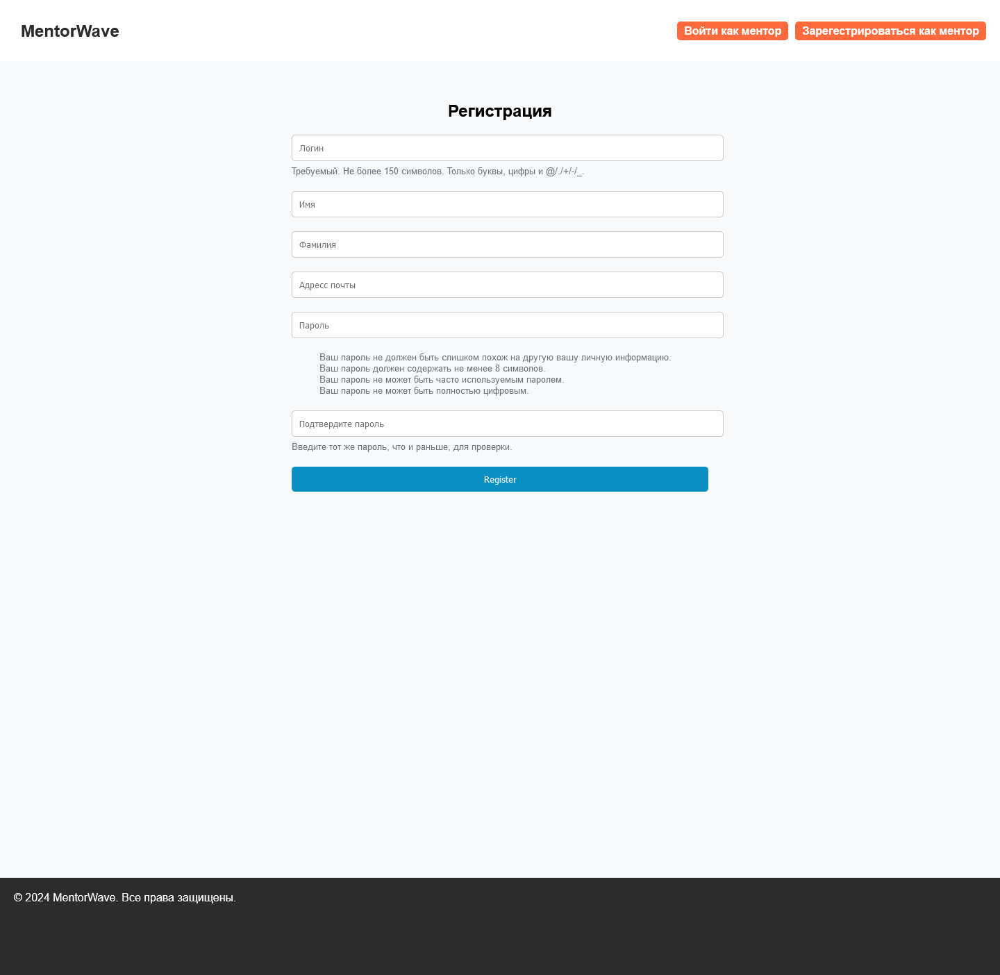 MentorWave
Войти как ментор
Зарегестрироваться как ментор
Регистрация
Логин
Требуемый. Не более 150 символов. Только буквы, цифры и @/./+/-/_.
Имя
Фамилия
Адресс почты
Пароль
Ваш пароль не должен быть слишком похож на другую вашу личную информацию.
Ваш пароль должен содержать не менее 8 символов.
Ваш пароль не может быть часто используемым паролем.
Ваш пароль не может быть полностью цифровым.
Подтвердите пароль
Введите тот же пароль, что и раньше, для проверки.
Register
© 2024 MentorWave. Все права защищены.